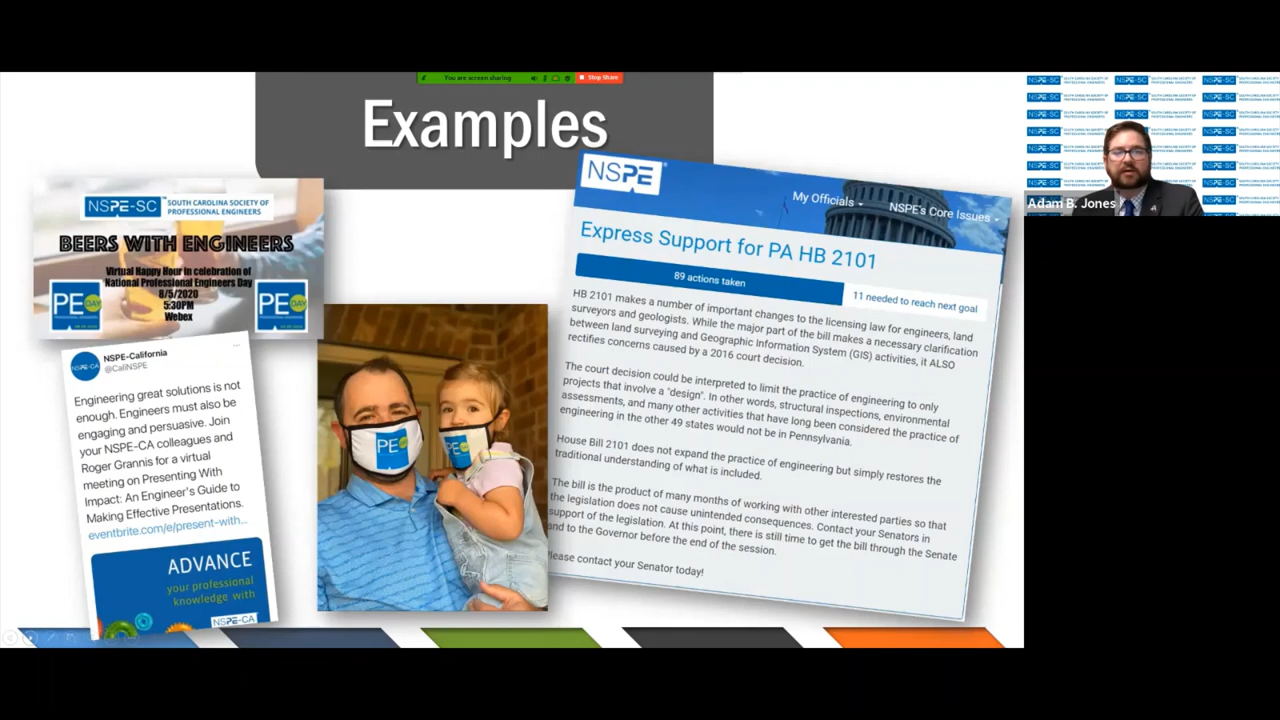 You are screen sharing
Stop Share
Examples
NSPE-SC
SOUTH CAROLINA SOCIETY OF
PROFESSIONAL ENGINEERS
BEERS WITH ENGINEERS
Virtual Happy Hour in celebration of
National Professional Engineers Day
8/5/2020
5:30PM
Webex
PE DAY
PE DAY
NSPE-California
@CaliNSPE
Engineering great solutions is not
enough. Engineers must also be
engaging and persuasive. Join
your NSPE-CA colleagues and
Roger Grannis for a virtual
meeting on Presenting With
Impact: An Engineer's Guide to
Making Effective Presentations.
eventbrite.com/e/present-with...
ADVANCE
your professional
knowledge with
NSPE-CA
PE
PE
NSPE
My Officials
NSPE's Core Issues
Express Support for PA HB 2101
89 actions taken
11 needed to reach next goal
HB 2101 makes a number of important changes to the licensing law for engineers, land
surveyors and geologists. While the major part of the bill makes a necessary clarification
between land surveying and Geographic Information System (GIS) activities, it ALSO
rectifies concerns caused by a 2016 court decision.
The court decision could be interpreted to limit the practice of engineering to only
projects that involve a "design". In other words, structural inspections, environmental
assessments, and many other activities that have long been considered the practice of
engineering in the other 49 states would not be in Pennsylvania.
House Bill 2101 does not expand the practice of engineering but simply restores the
traditional understanding of what is included.
The bill is the product of many months of working with other interested parties so that
the legislation does not cause unintended consequences. Contact your Senators in
support of the legislation. At this point, there is still time to get the bill through the Senate
and to the Governor before the end of the session.
Please contact your Senator today!
NSPE-SC
SOUTH CAROLINA SOCIETY OF
PROFESSIONAL ENGINEERS
Adam B. Jones